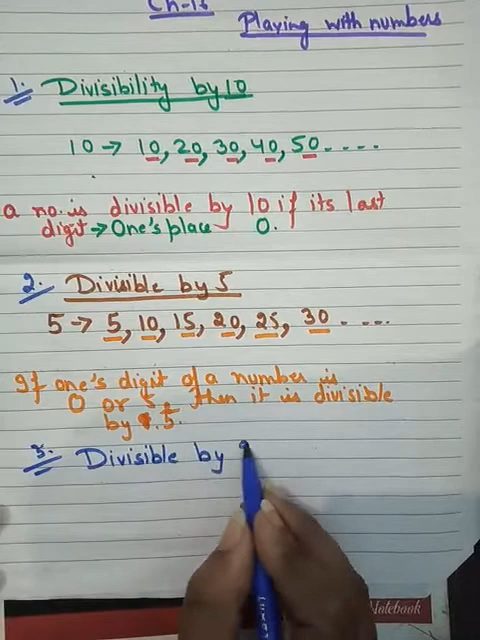 Ch-15
Playing with numbers
1. Divisibility by 10
10 → 10, 20, 30, 40, 50....
a no. is divisible by 10 if its last
digit → One's place 0.
2. Divisible by 5
5 → 5, 10, 15, 20, 25, 30 ....
If one's digit of a number is
0 or 5, then it is divisible
by 5.
3. Divisible by
Notebook